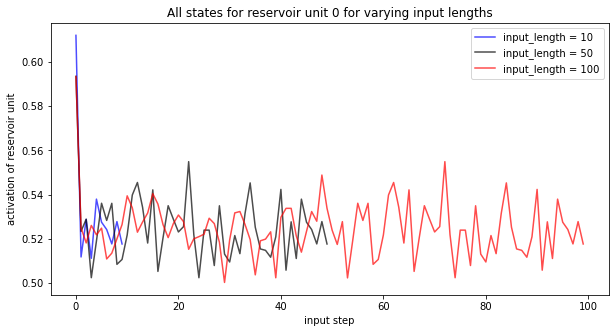 All states for reservoir unit 0 for varying input lengths
input_length = 10
input_length = 50
input_length = 100
activation of reservoir unit
0.60
0.58
0.56
0.54
0.52
0.50
0
20
40
60
80
100
input step